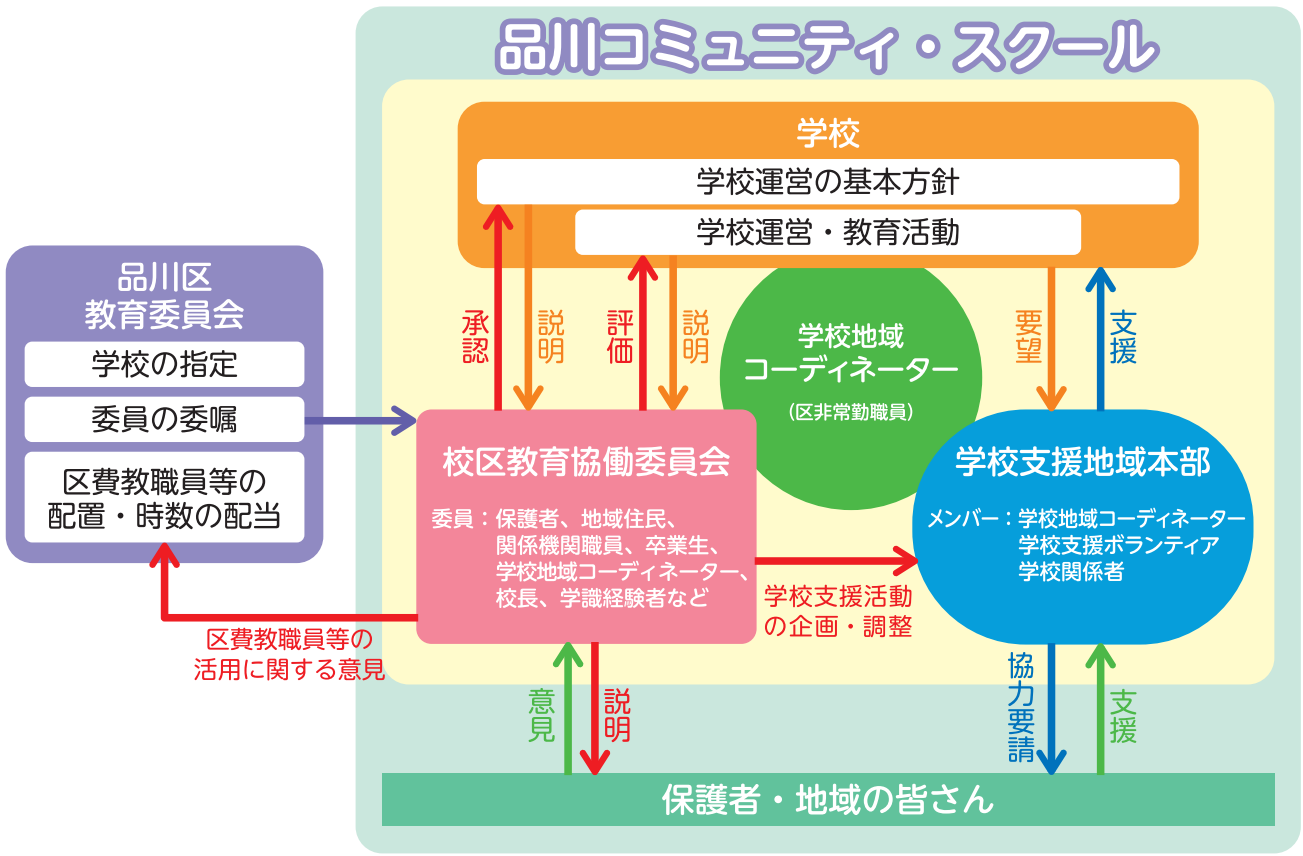 品川コミュニティ・スクール
学校
学校運営の基本方針
学校運営・教育活動
品川区
教育委員会
学校の指定
委員の委嘱
区費教職員等の
配置・時数の配当
承認
説明
評価
説明
学校地域
コーディネーター
(区非常勤職員)
要望
支援
校区教育協働委員会
委員：保護者、地域住民、
関係機関職員、卒業生、
学校地域コーディネーター、
校長、学識経験者など
学校支援地域本部
メンバー：学校地域コーディネーター
学校支援ボランティア
学校関係者
学校支援活動
の企画・調整
区費教職員等の
活用に関する意見
意見
説明
協力要請
支援
保護者・地域の皆さん